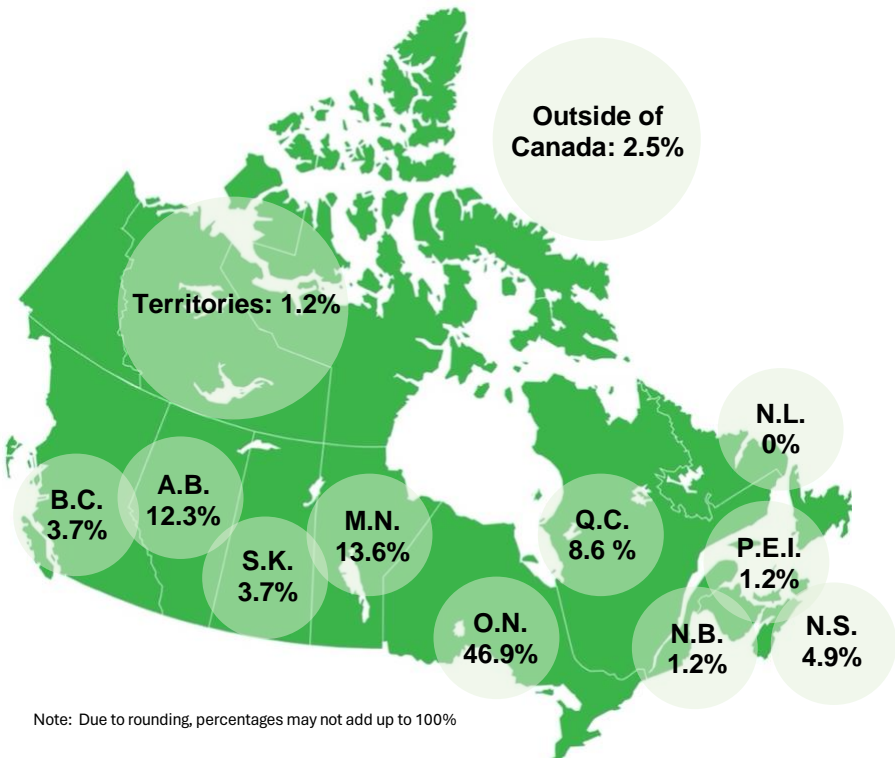 Outside of
Canada: 2.5%
Territories: 1.2%
N.L.
0%
B.C.
3.7%
A.B.
12.3%
S.K.
3.7%
M.N.
13.6%
Q.C.
8.6 %
P.E.I.
1.2%
O.N.
46.9%
N.B.
1.2%
N.S.
4.9%
Note: Due to rounding, percentages may not add up to 100%